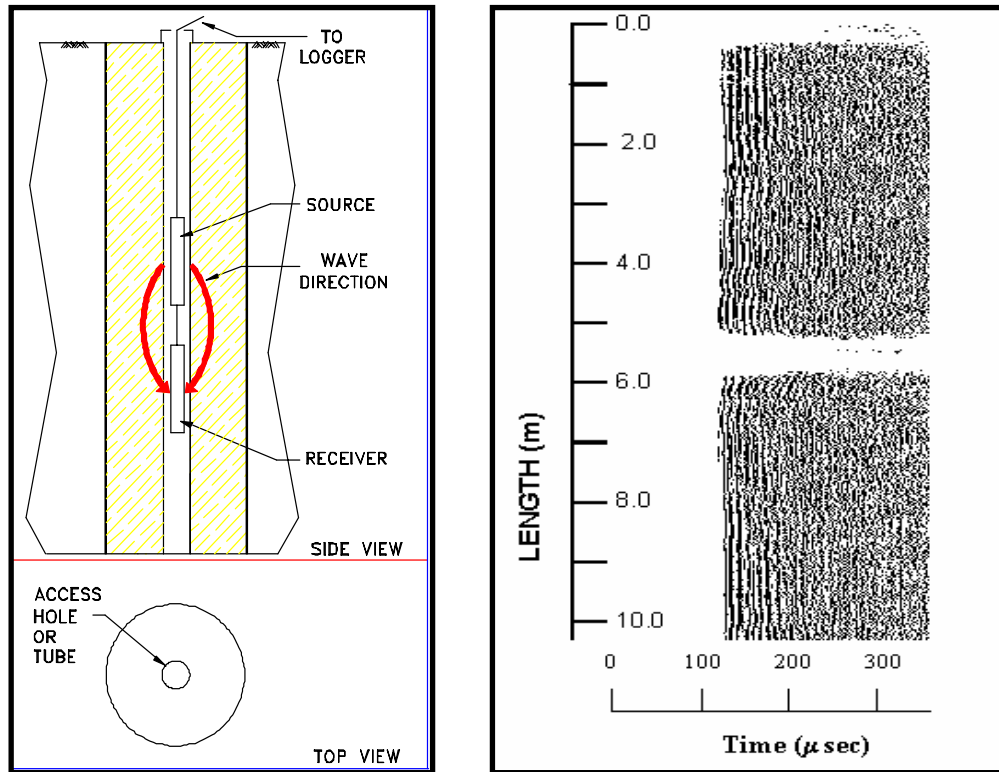 TO
LOGGER
SOURCE
WAVE
DIRECTION
RECEIVER
SIDE VIEW
ACCESS
HOLE
OR
TUBE
TOP VIEW
0.0
2.0
4.0
6.0
8.0
10.0
LENGTH (m)
0 100 200 300
Time (μ sec)